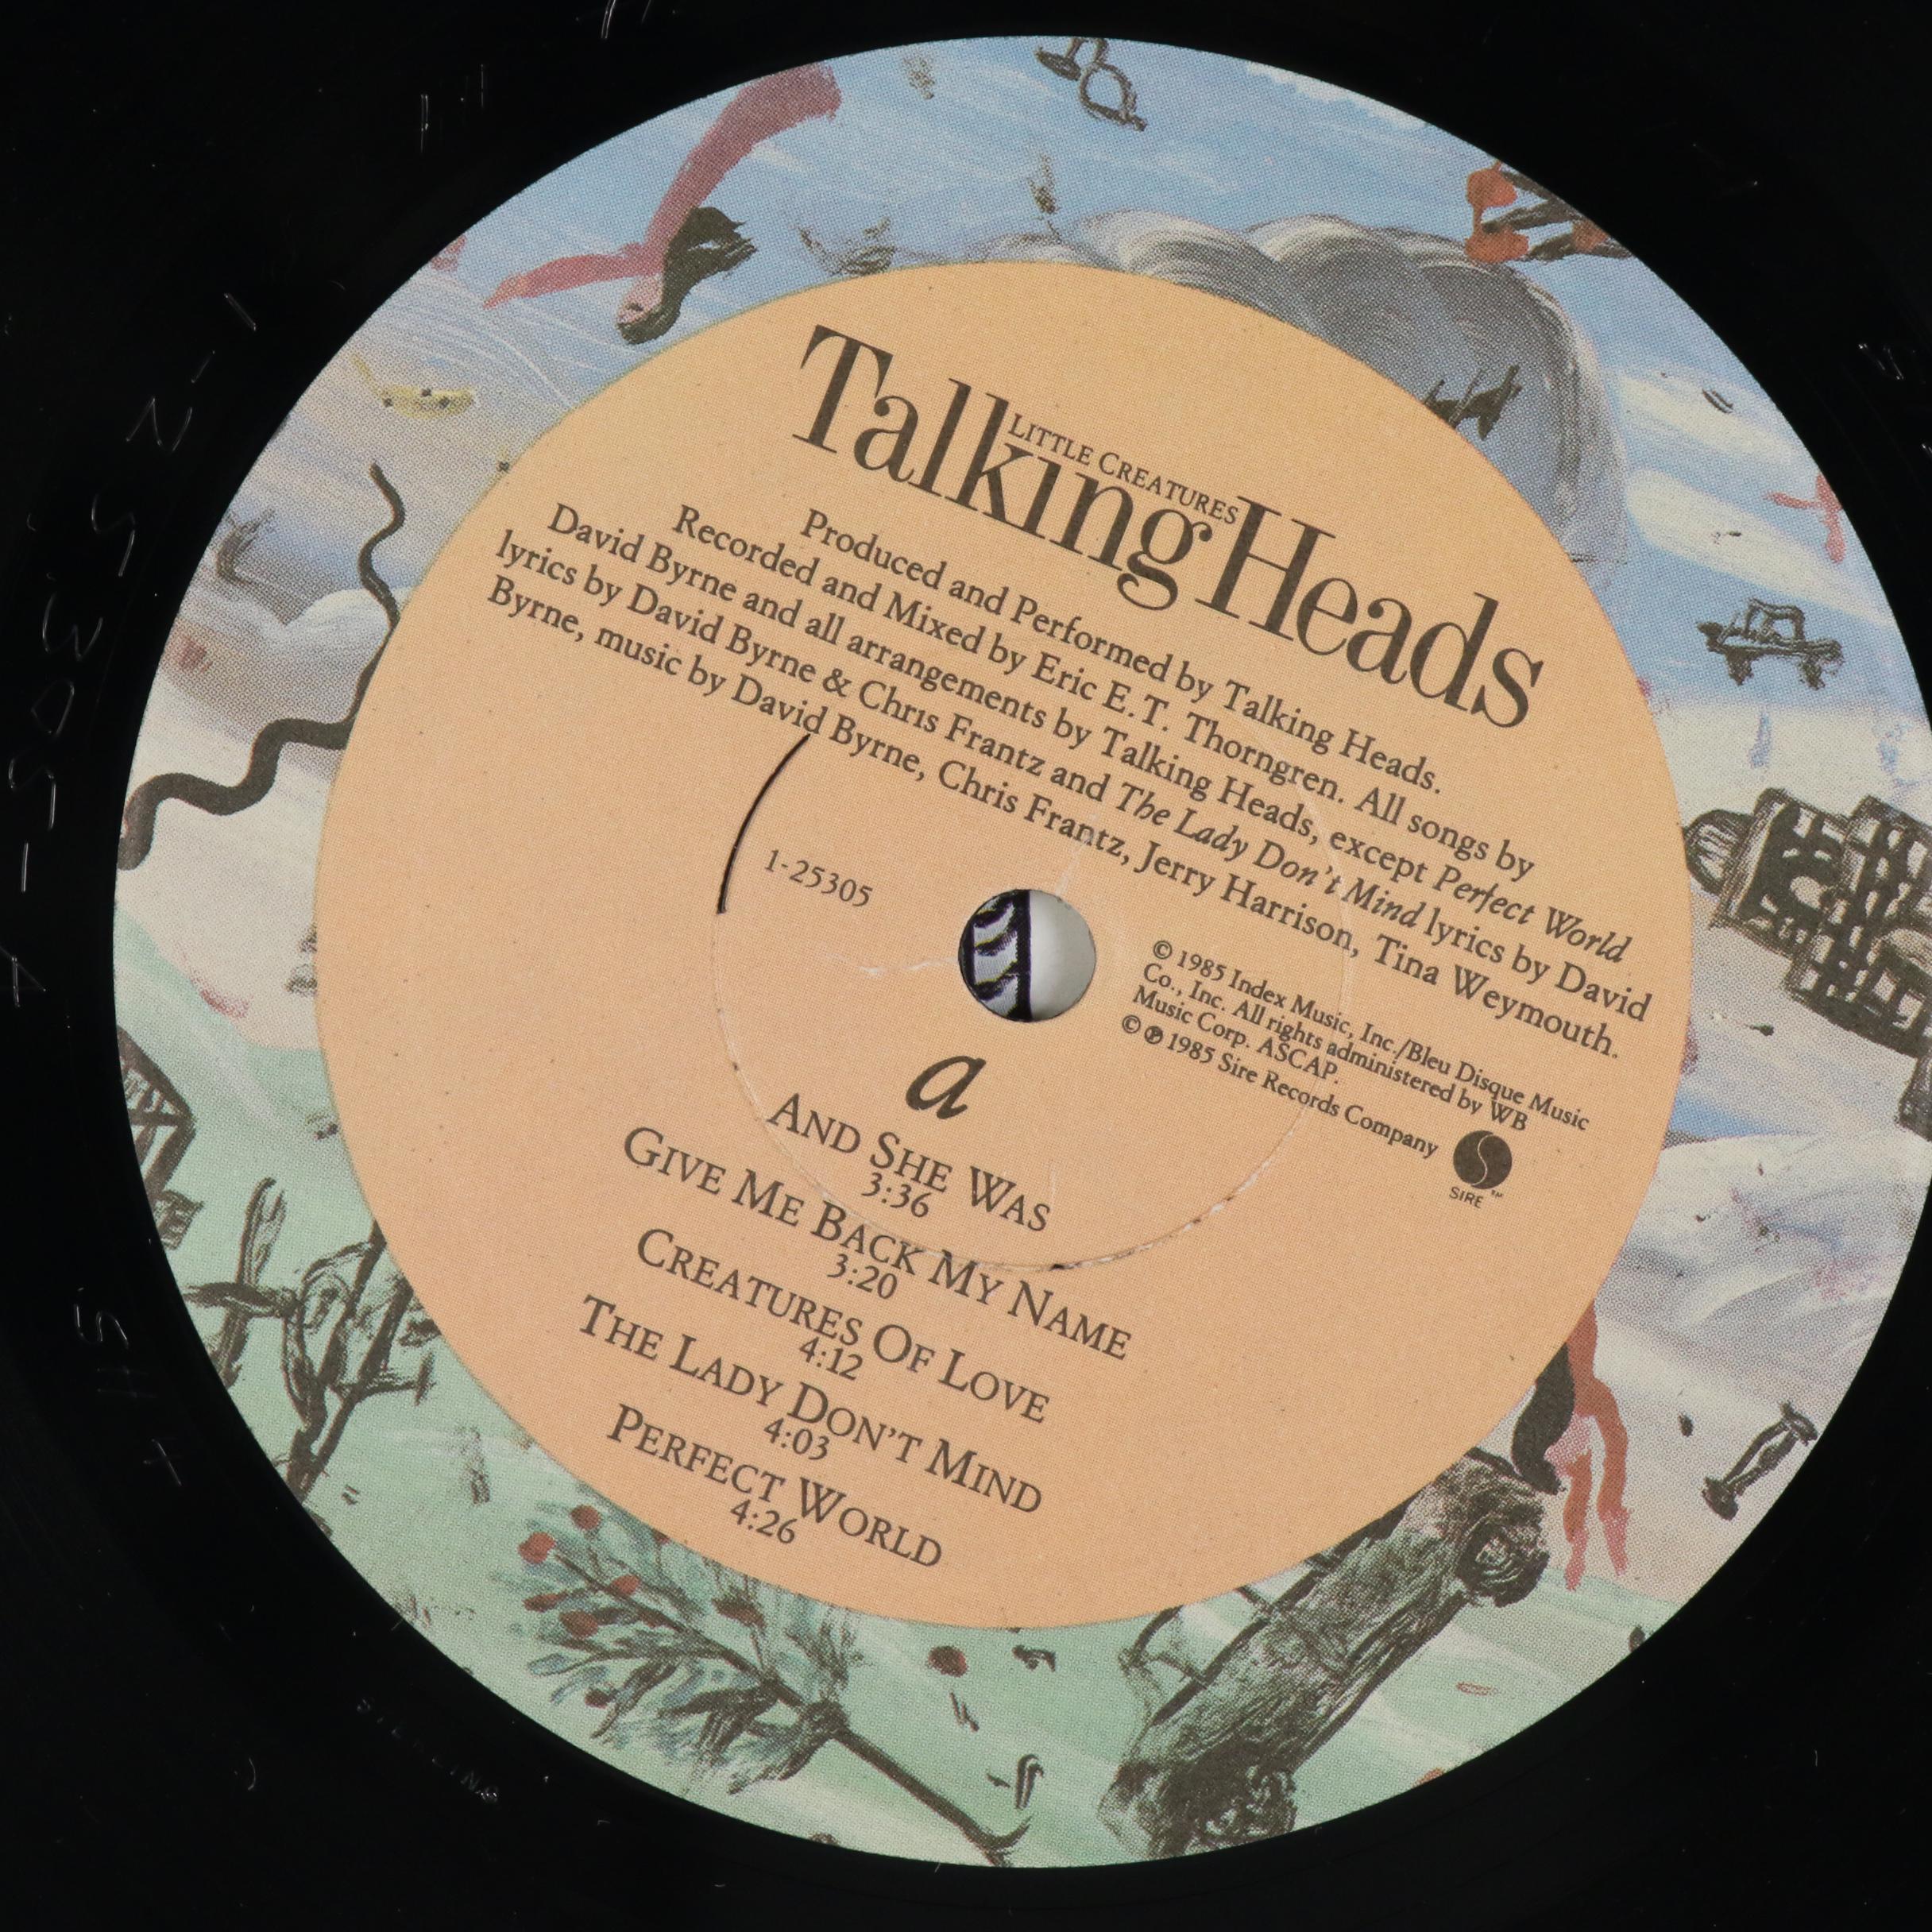 LITTLE CREATURES
Talking Heads
Produced and Performed by Talking Heads.
Recorded and Mixed by Eric E.T. Thorngren. All songs by
David Byrne and all arrangements by Talking Heads, except Perfect World
lyrics by David Byrne & Chris Frantz and The Lady Don't Mind lyrics by David
Byrne, music by David Byrne, Chris Frantz, Jerry Harrison, Tina Weymouth.
1-25305
© 1985 Index Music, Inc./Bleu Disque Music
Co., Inc. All rights administered by WB
Music Corp. ASCAP.
© ℗ 1985 Sire Records Company
SIRE ™
a
AND SHE WAS
3:36
GIVE ME BACK MY NAME
3:20
CREATURES OF LOVE
4:12
THE LADY DON'T MIND
4:03
PERFECT WORLD
4:26